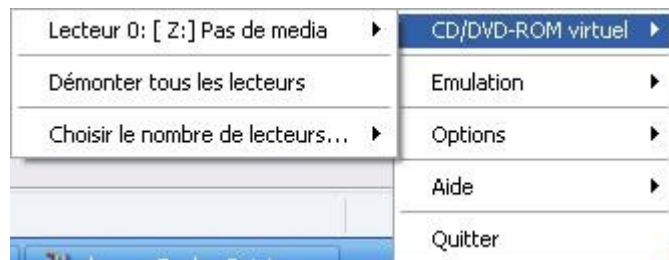 Lecteur 0: [ Z:] Pas de media
Démonter tous les lecteurs
Choisir le nombre de lecteurs...
CD/DVD-ROM virtuel
Emulation
Options
Aide
Quitter